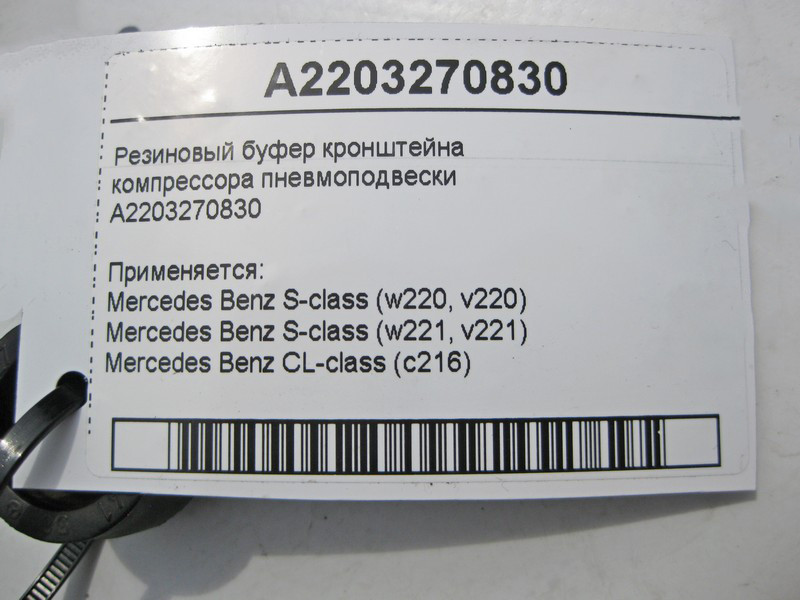 A2203270830
Резиновый буфер кронштейна
компрессора пневмоподвески
A2203270830
Применяется:
Mercedes Benz S-class (w220, v220)
Mercedes Benz S-class (w221, v221)
Mercedes Benz CL-class (c216)